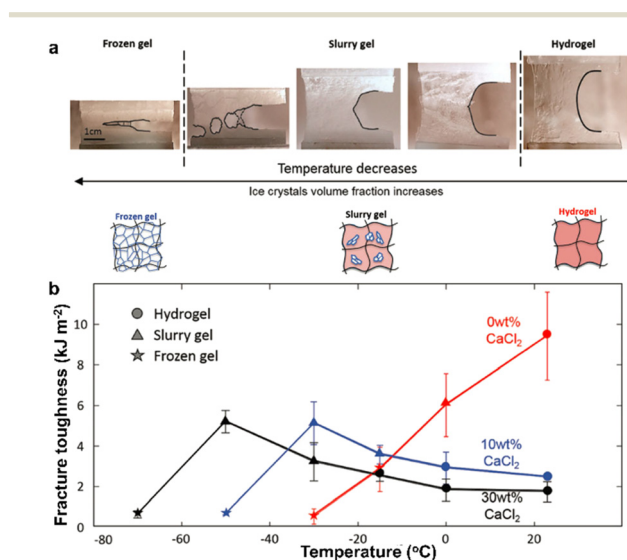 a
Frozen gel
Slurry gel
Hydrogel
1cm
Temperature decreases
Ice crystals volume fraction increases
Frozen gel
Slurry gel
Hydrogel
b
Fracture toughness (kJ m⁻²)
10
8
6
4
2
0
Hydrogel
Slurry gel
Frozen gel
0wt%
CaCl₂
10wt%
CaCl₂
30wt%
CaCl₂
-80
-60
-40
-20
0
20
Temperature (°C)